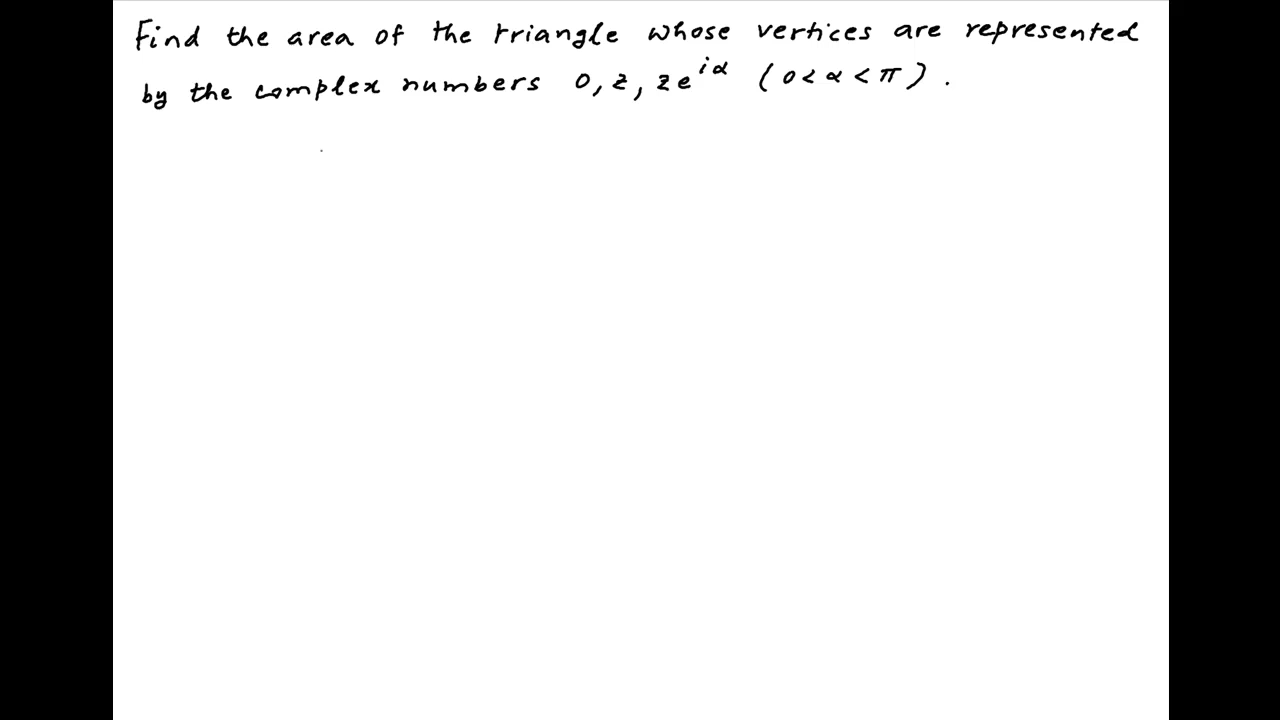 Find the area of the triangle whose vertices are represented
by the complex numbers 0, z, ze^{iα} (0 < α < π).